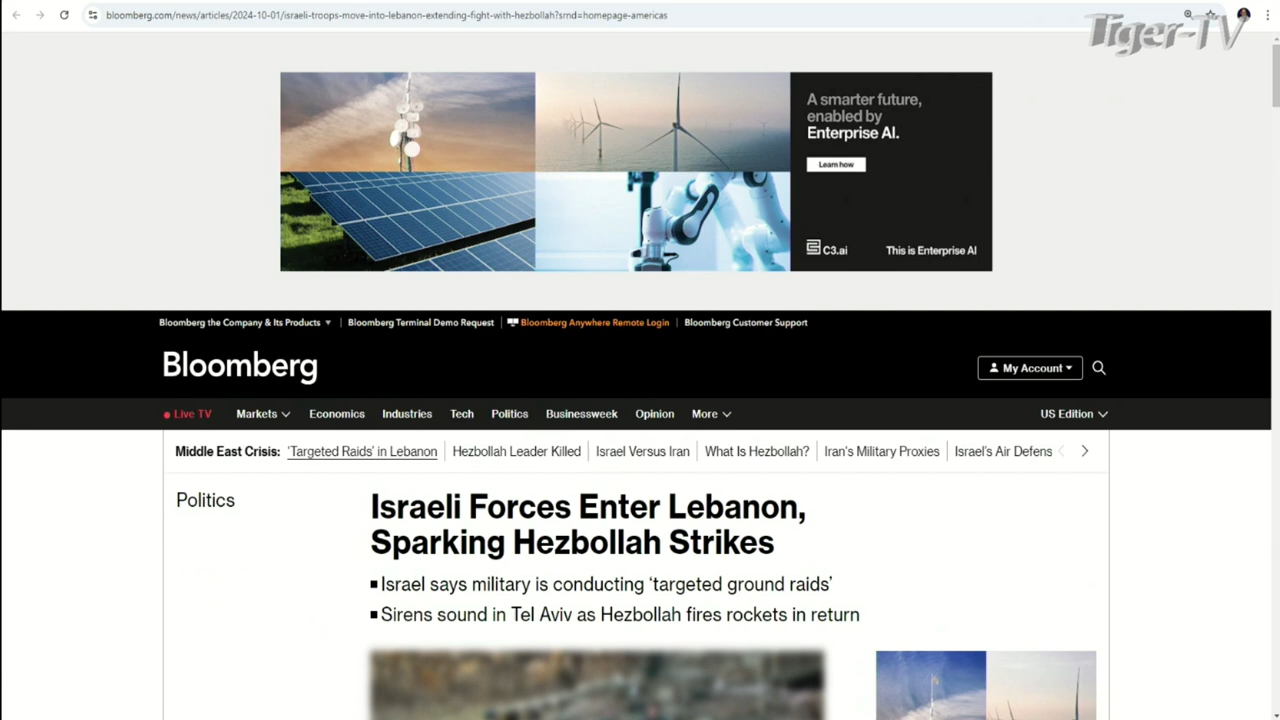 bloomberg.com/news/articles/2024-10-01/israeli-troops-move-into-lebanon-extending-fight-with-hezbollah?srnd=homepage-americas
Tiger-TV
A smarter future,
enabled by
Enterprise AI.
Learn how
C3.ai
This is Enterprise AI
Bloomberg the Company & Its Products
Bloomberg Terminal Demo Request
Bloomberg Anywhere Remote Login
Bloomberg Customer Support
Bloomberg
My Account
Live TV
Markets
Economics
Industries
Tech
Politics
Businessweek
Opinion
More
US Edition
Middle East Crisis:
'Targeted Raids' in Lebanon
Hezbollah Leader Killed
Israel Versus Iran
What Is Hezbollah?
Iran's Military Proxies
Israel's Air Defens
Politics
Israeli Forces Enter Lebanon,
Sparking Hezbollah Strikes
Israel says military is conducting 'targeted ground raids'
Sirens sound in Tel Aviv as Hezbollah fires rockets in return